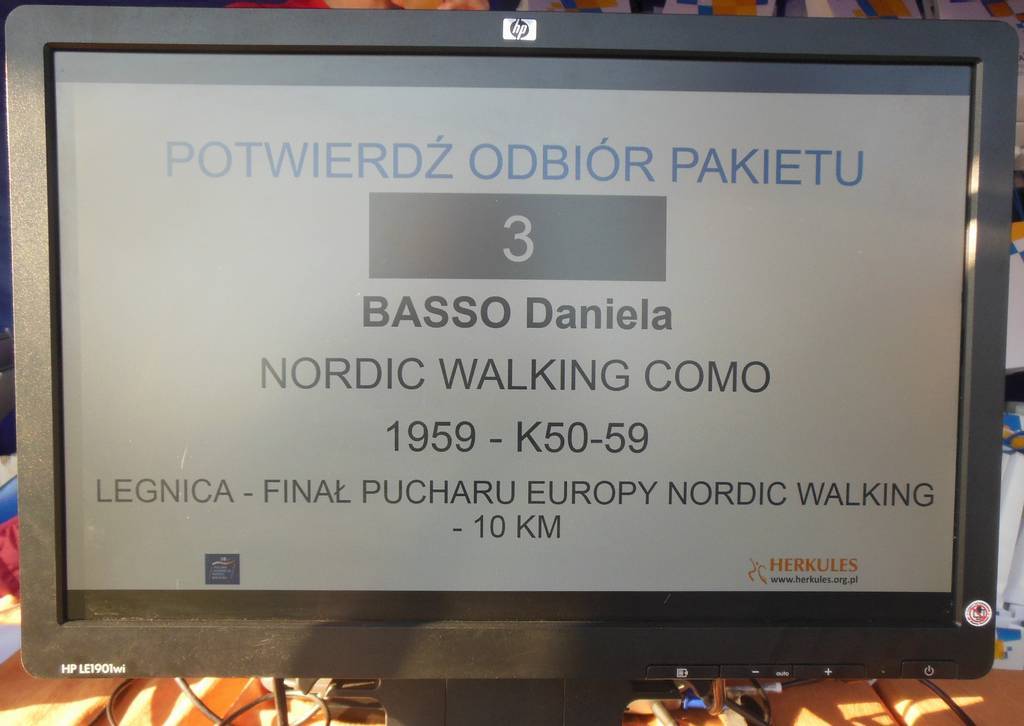 hp
POTWIERDŹ ODBIÓR PAKIETU
3
BASSO Daniela
NORDIC WALKING COMO
1959 - K50-59
LEGNICA - FINAŁ PUCHARU EUROPY NORDIC WALKING
- 10 KM
HERKULES
www.herkules.org.pl
HP LE1901wi
- auto +